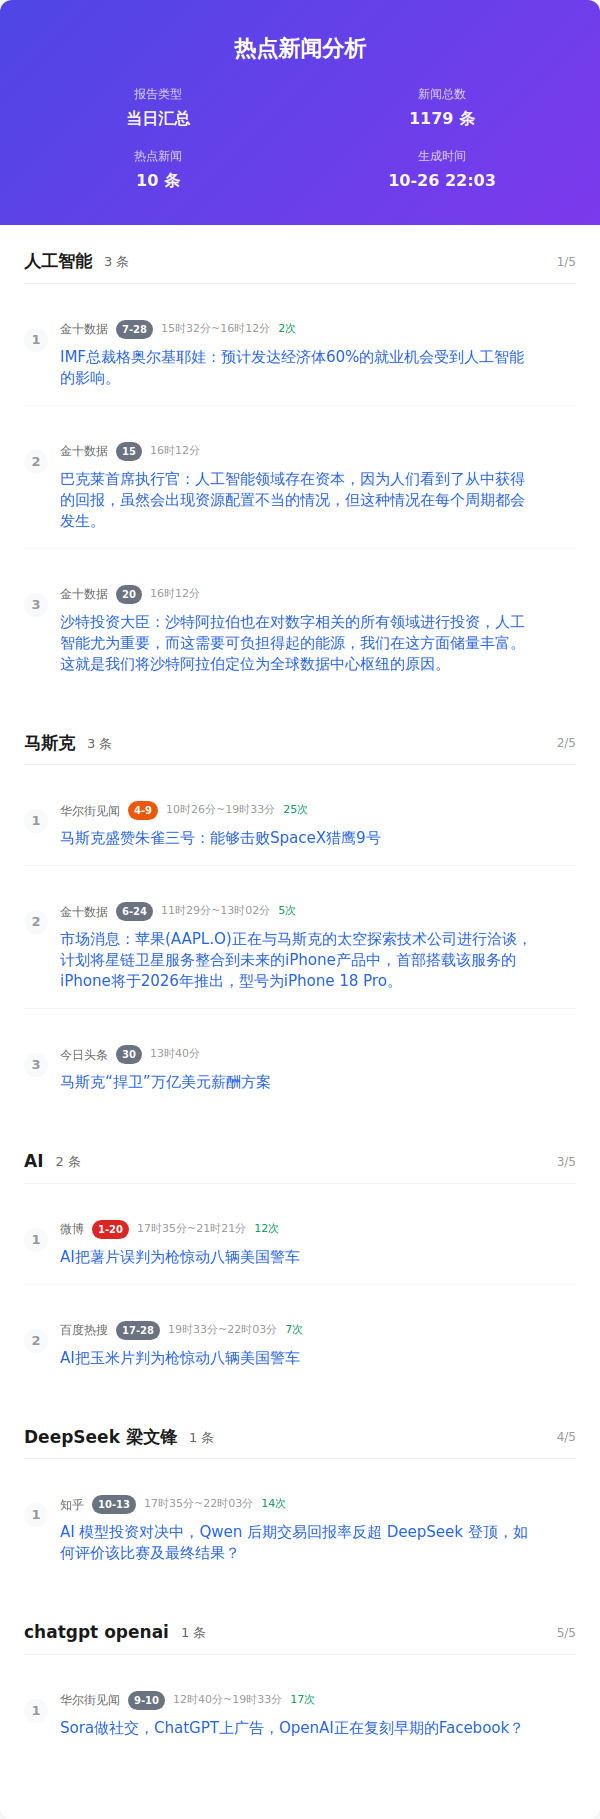 热点新闻分析
报告类型
当日汇总
新闻总数
1179 条
热点新闻
10 条
生成时间
10-26 22:03
人工智能 3 条 1/5
1 金十数据 7-28 15时32分~16时12分 2次
IMF总裁格奥尔基耶娃：预计发达经济体60%的就业机会受到人工智能
的影响。
2 金十数据 15 16时12分
巴克莱首席执行官：人工智能领域存在资本，因为人们看到了从中获得
的回报，虽然会出现资源配置不当的情况，但这种情况在每个周期都会
发生。
3 金十数据 20 16时12分
沙特投资大臣：沙特阿拉伯也在对数字相关的所有领域进行投资，人工
智能尤为重要，而这需要可负担得起的能源，我们在这方面储量丰富。
这就是我们将沙特阿拉伯定位为全球数据中心枢纽的原因。
马斯克 3 条 2/5
1 华尔街见闻 4-9 10时26分~19时33分 25次
马斯克盛赞朱雀三号：能够击败SpaceX猎鹰9号
2 金十数据 6-24 11时29分~13时02分 5次
市场消息：苹果(AAPL.O)正在与马斯克的太空探索技术公司进行洽谈，
计划将星链卫星服务整合到未来的iPhone产品中，首部搭载该服务的
iPhone将于2026年推出，型号为iPhone 18 Pro。
3 今日头条 30 13时40分
马斯克“捍卫”万亿美元薪酬方案
AI 2 条 3/5
1 微博 1-20 17时35分~21时21分 12次
AI把薯片误判为枪惊动八辆美国警车
2 百度热搜 17-28 19时33分~22时03分 7次
AI把玉米片判为枪惊动八辆美国警车
DeepSeek 梁文锋 1 条 4/5
1 知乎 10-13 17时35分~22时03分 14次
AI 模型投资对决中，Qwen 后期交易回报率反超 DeepSeek 登顶，如
何评价该比赛及最终结果？
chatgpt openai 1 条 5/5
1 华尔街见闻 9-10 12时40分~19时33分 17次
Sora做社交，ChatGPT上广告，OpenAI正在复刻早期的Facebook？